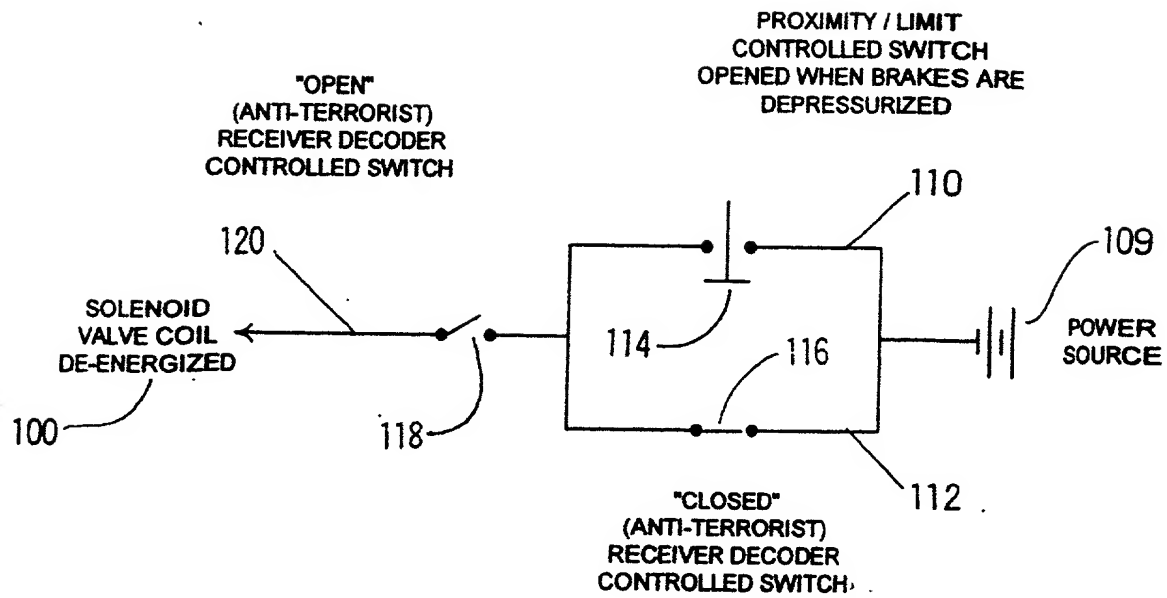 PROXIMITY / LIMIT
CONTROLLED SWITCH
OPENED WHEN BRAKES ARE
DEPRESSURIZED
"OPEN"
(ANTI-TERRORIST)
RECEIVER DECODER
CONTROLLED SWITCH
110
120
109
SOLENOID
VALVE COIL
DE-ENERGIZED
114
116
POWER
SOURCE
100
118
112
"CLOSED"
(ANTI-TERRORIST)
RECEIVER DECODER
CONTROLLED SWITCH